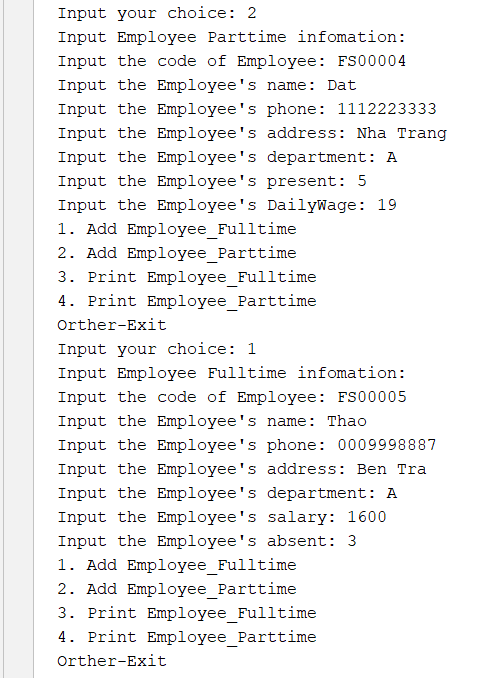 Input your choice: 2
Input Employee Parttime infomation:
Input the code of Employee: FS00004
Input the Employee's name: Dat
Input the Employee's phone: 1112223333
Input the Employee's address: Nha Trang
Input the Employee's department: A
Input the Employee's present: 5
Input the Employee's DailyWage: 19
1. Add Employee_Fulltime
2. Add Employee_Parttime
3. Print Employee_Fulltime
4. Print Employee_Parttime
Orther-Exit
Input your choice: 1
Input Employee Fulltime infomation:
Input the code of Employee: FS00005
Input the Employee's name: Thao
Input the Employee's phone: 0009998887
Input the Employee's address: Ben Tra
Input the Employee's department: A
Input the Employee's salary: 1600
Input the Employee's absent: 3
1. Add Employee_Fulltime
2. Add Employee_Parttime
3. Print Employee_Fulltime
4. Print Employee_Parttime
Orther-Exit